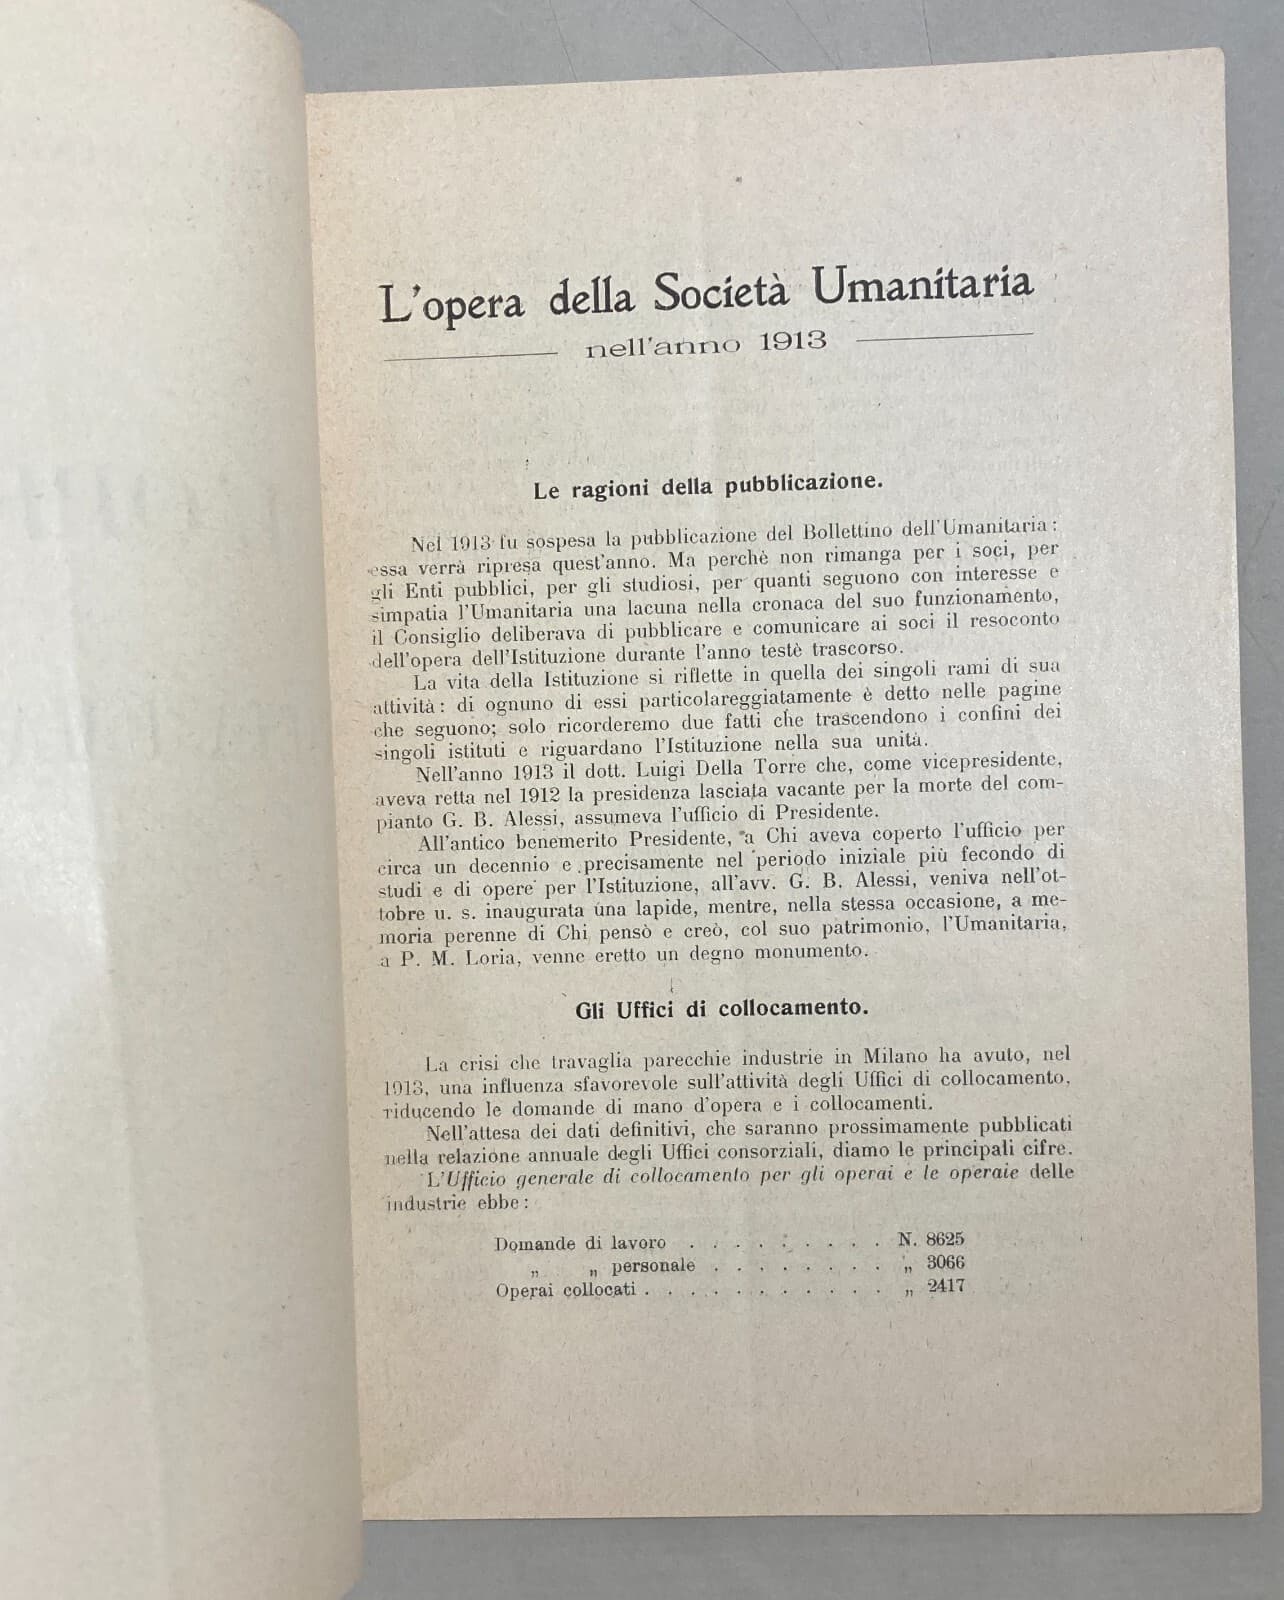 L'opera della Società Umanitaria
nell'anno 1913
Le ragioni della pubblicazione.
Nel 1913 fu sospesa la pubblicazione del Bollettino dell'Umanitaria:
essa verrà ripresa quest'anno. Ma perchè non rimanga per i soci, per
gli Enti pubblici, per gli studiosi, per quanti seguono con interesse e
simpatia l'Umanitaria una lacuna nella cronaca del suo funzionamento,
il Consiglio deliberava di pubblicare e comunicare ai soci il resoconto
dell'opera dell'Istituzione durante l'anno testè trascorso.
La vita della Istituzione si riflette in quella dei singoli rami di sua
attività: di ognuno di essi particolareggiatamente è detto nelle pagine
che seguono; solo ricorderemo due fatti che trascendono i confini dei
singoli istituti e riguardano l'Istituzione nella sua unità.
Nell'anno 1913 il dott. Luigi Della Torre che, come vicepresidente,
aveva retta nel 1912 la presidenza lasciata vacante per la morte del com-
pianto G. B. Alessi, assumeva l'ufficio di Presidente.
All'antico benemerito Presidente, a Chi aveva coperto l'ufficio per
circa un decennio e precisamente nel periodo iniziale più fecondo di
studi e di opere per l'Istituzione, all'avv. G. B. Alessi, veniva nell'ot-
tobre u. s. inaugurata una lapide, mentre, nella stessa occasione, a me-
moria perenne di Chi pensò e creò, col suo patrimonio, l'Umanitaria,
a P. M. Loria, venne eretto un degno monumento.
Gli Uffici di collocamento.
La crisi che travaglia parecchie industrie in Milano ha avuto, nel
1913, una influenza sfavorevole sull'attività degli Uffici di collocamento,
riducendo le domande di mano d'opera e i collocamenti.
Nell'attesa dei dati definitivi, che saranno prossimamente pubblicati
nella relazione annuale degli Uffici consorziali, diamo le principali cifre.
L'Ufficio generale di collocamento per gli operai e le operaie delle
industrie ebbe:
Domande di lavoro . . . . . . . . . N. 8625
„ „ personale . . . . . . . . „ 3066
Operai collocati . . . . . . . . . . . „ 2417